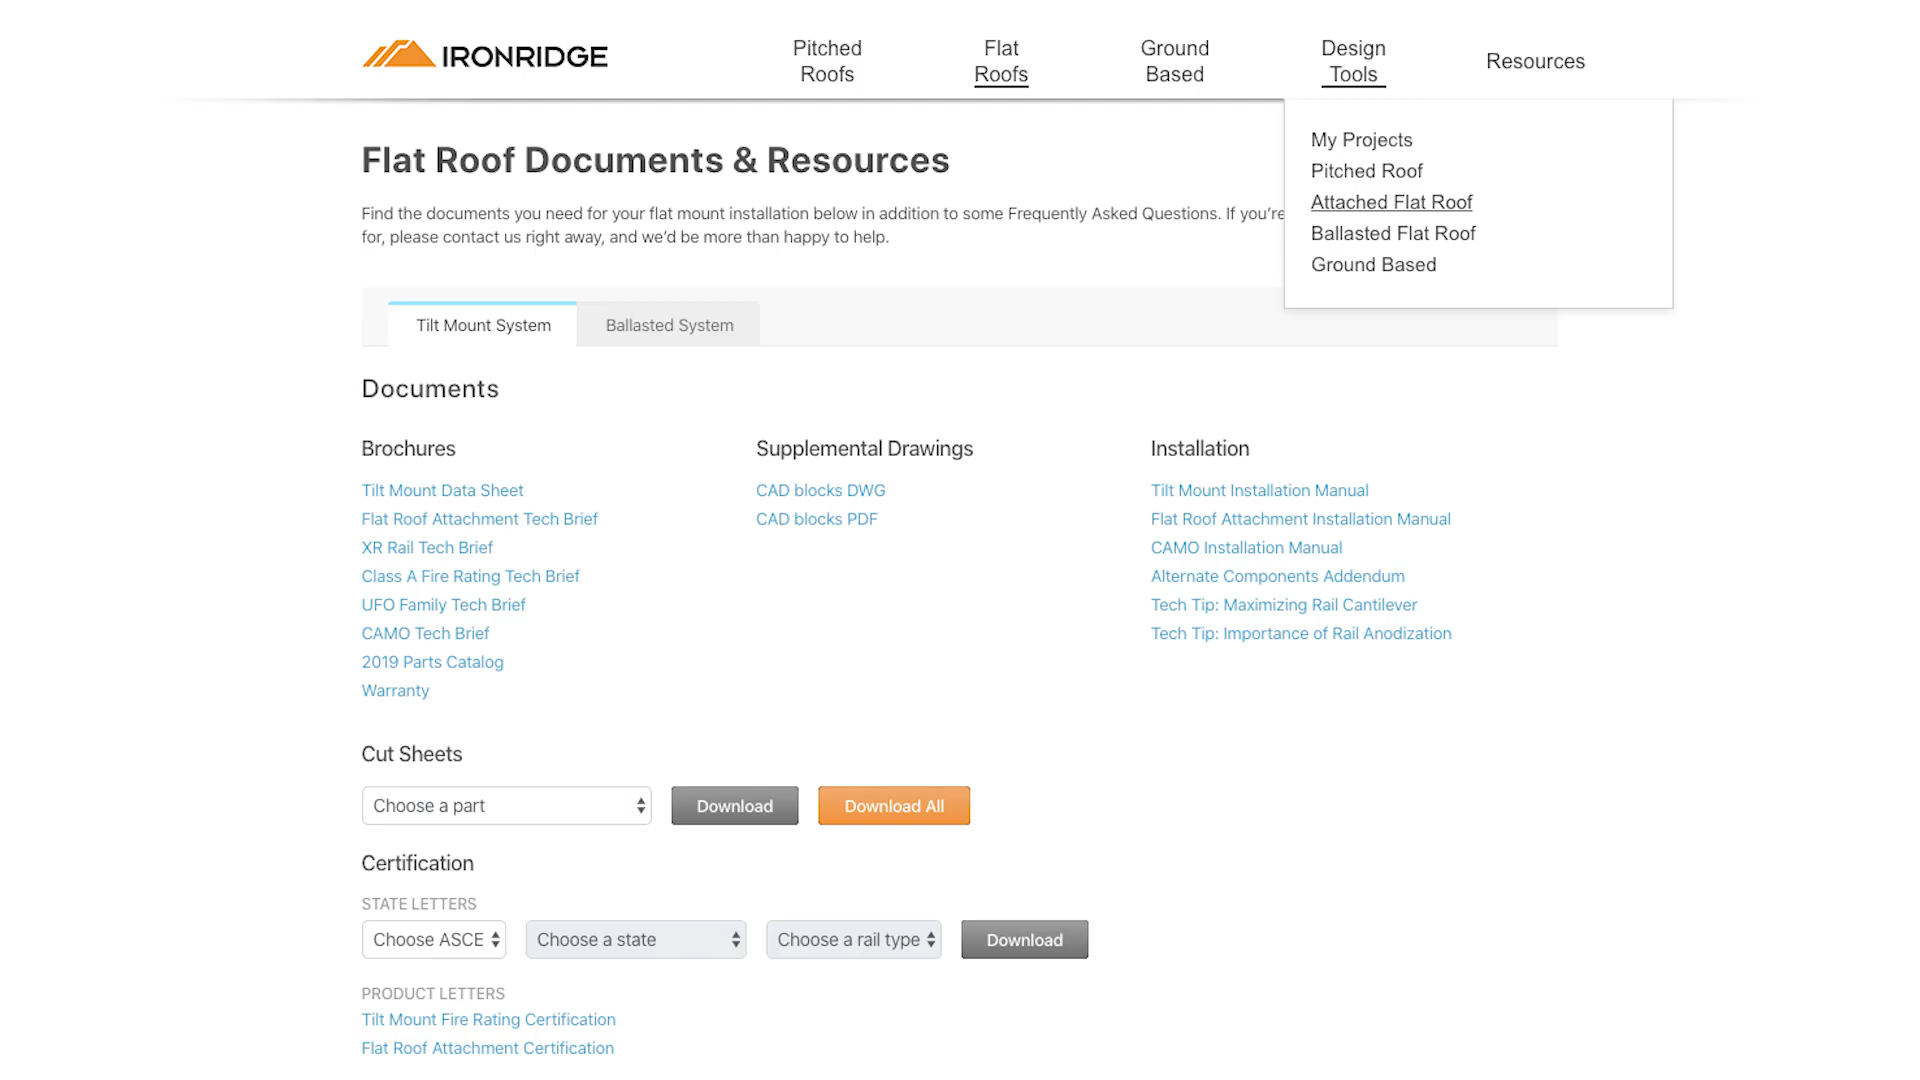 IRONRIDGE
Pitched
Roofs
Flat
Roofs
Ground
Based
Design
Tools
Resources
My Projects
Pitched Roof
Attached Flat Roof
Ballasted Flat Roof
Ground Based
Flat Roof Documents & Resources
Find the documents you need for your flat mount installation below in addition to some Frequently Asked Questions. If you're
for, please contact us right away, and we'd be more than happy to help.
Tilt Mount System
Ballasted System
Documents
Brochures
Tilt Mount Data Sheet
Flat Roof Attachment Tech Brief
XR Rail Tech Brief
Class A Fire Rating Tech Brief
UFO Family Tech Brief
CAMO Tech Brief
2019 Parts Catalog
Warranty
Supplemental Drawings
CAD blocks DWG
CAD blocks PDF
Installation
Tilt Mount Installation Manual
Flat Roof Attachment Installation Manual
CAMO Installation Manual
Alternate Components Addendum
Tech Tip: Maximizing Rail Cantilever
Tech Tip: Importance of Rail Anodization
Cut Sheets
Choose a part
Download
Download All
Certification
STATE LETTERS
Choose ASCE
Choose a state
Choose a rail type
Download
PRODUCT LETTERS
Tilt Mount Fire Rating Certification
Flat Roof Attachment Certification